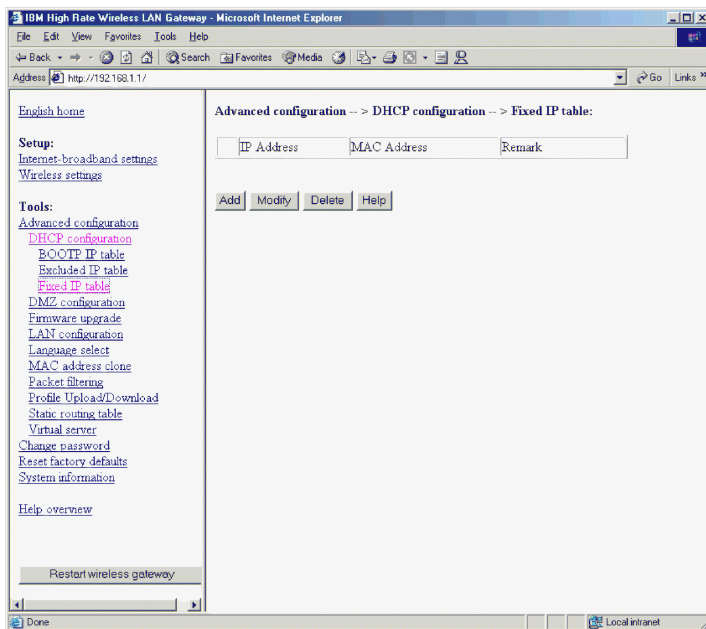 IBM High Rate Wireless LAN Gateway - Microsoft Internet Explorer
File Edit View Favorites Tools Help
Back Search Favorites Media
Address http://192.168.1.1/ Go Links »
English home
Setup:
Internet-broadband settings
Wireless settings
Tools:
Advanced configuration
DHCP configuration
BOOTP IP table
Excluded IP table
Fixed IP table
DMZ configuration
Firmware upgrade
LAN configuration
Language select
MAC address clone
Packet filtering
Profile Upload/Download
Static routing table
Virtual server
Change password
Reset factory defaults
System information
Help overview
Restart wireless gateway
Advanced configuration -- > DHCP configuration -- > Fixed IP table:
IP Address MAC Address Remark
Add Modify Delete Help
Done Local intranet